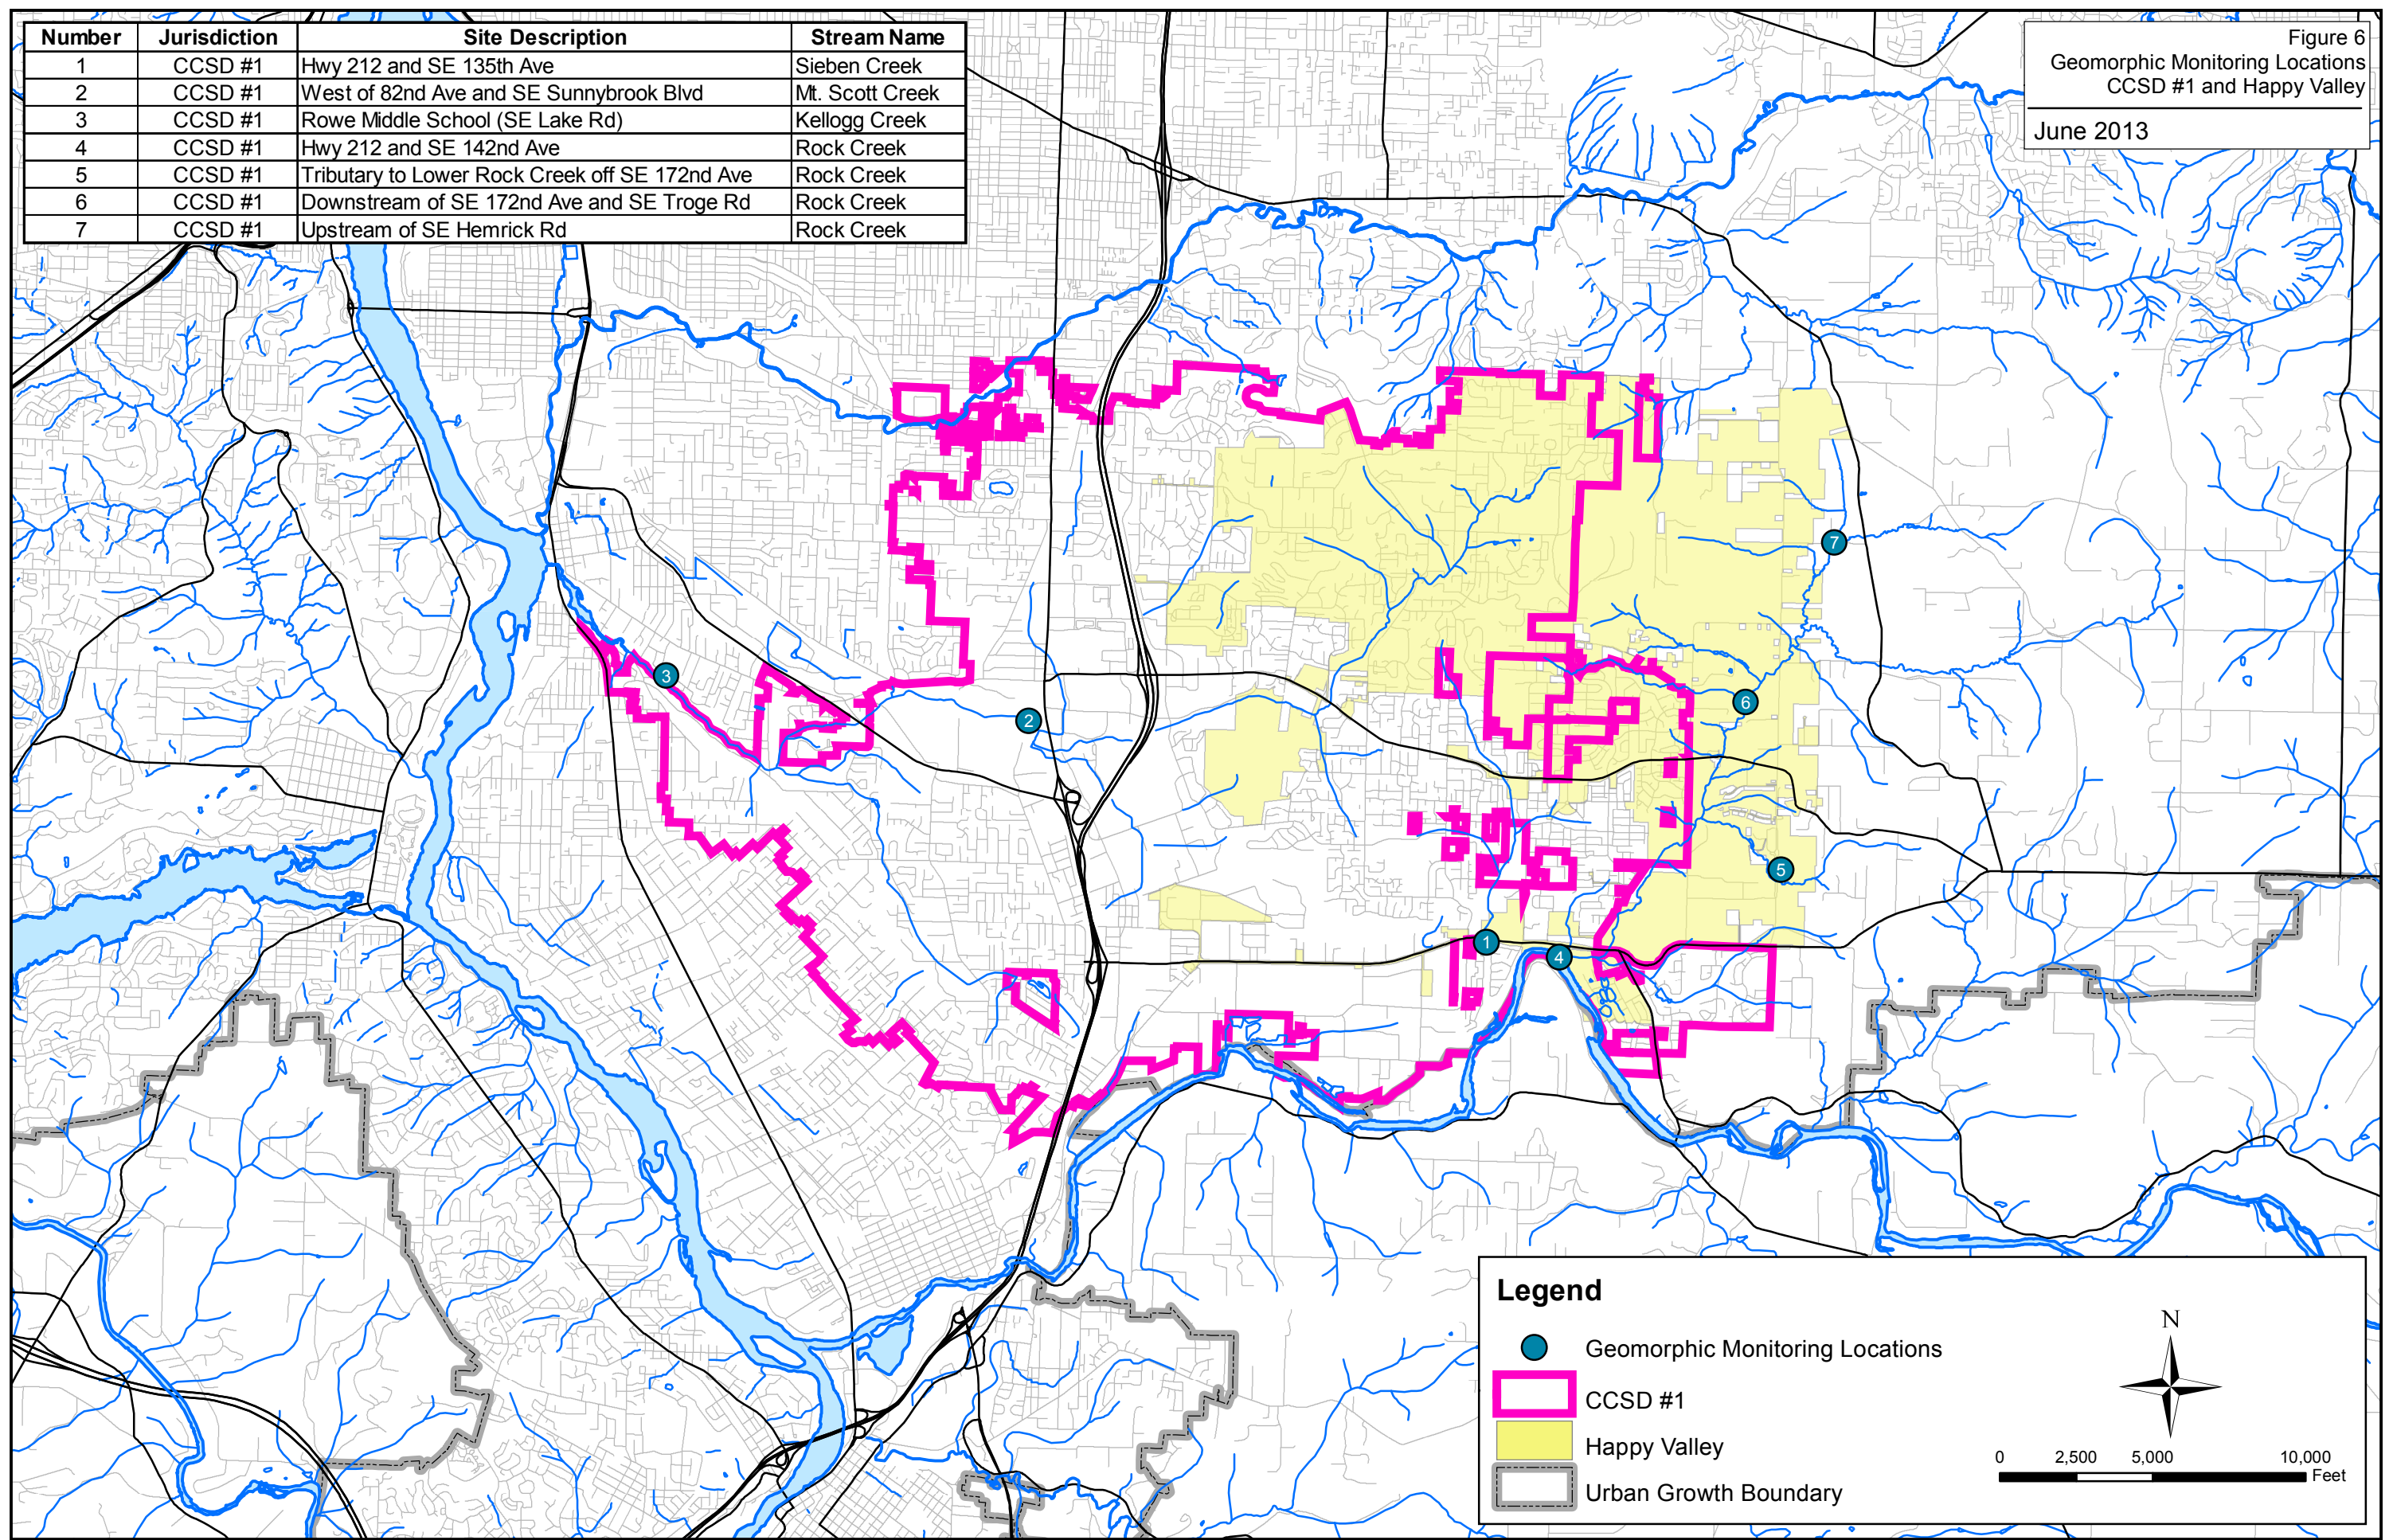 Number Jurisdiction Site Description Stream Name
1 CCSD #1 Hwy 212 and SE 135th Ave Sieben Creek
2 CCSD #1 West of 82nd Ave and SE Sunnybrook Blvd Mt. Scott Creek
3 CCSD #1 Rowe Middle School (SE Lake Rd) Kellogg Creek
4 CCSD #1 Hwy 212 and SE 142nd Ave Rock Creek
5 CCSD #1 Tributary to Lower Rock Creek off SE 172nd Ave Rock Creek
6 CCSD #1 Downstream of SE 172nd Ave and SE Troge Rd Rock Creek
7 CCSD #1 Upstream of SE Hemrick Rd Rock Creek
Figure 6
Geomorphic Monitoring Locations
CCSD #1 and Happy Valley
June 2013
7
3
6
2
5
1
4
Legend
Geomorphic Monitoring Locations
CCSD #1
Happy Valley
Urban Growth Boundary
N
0 2,500 5,000 10,000
Feet